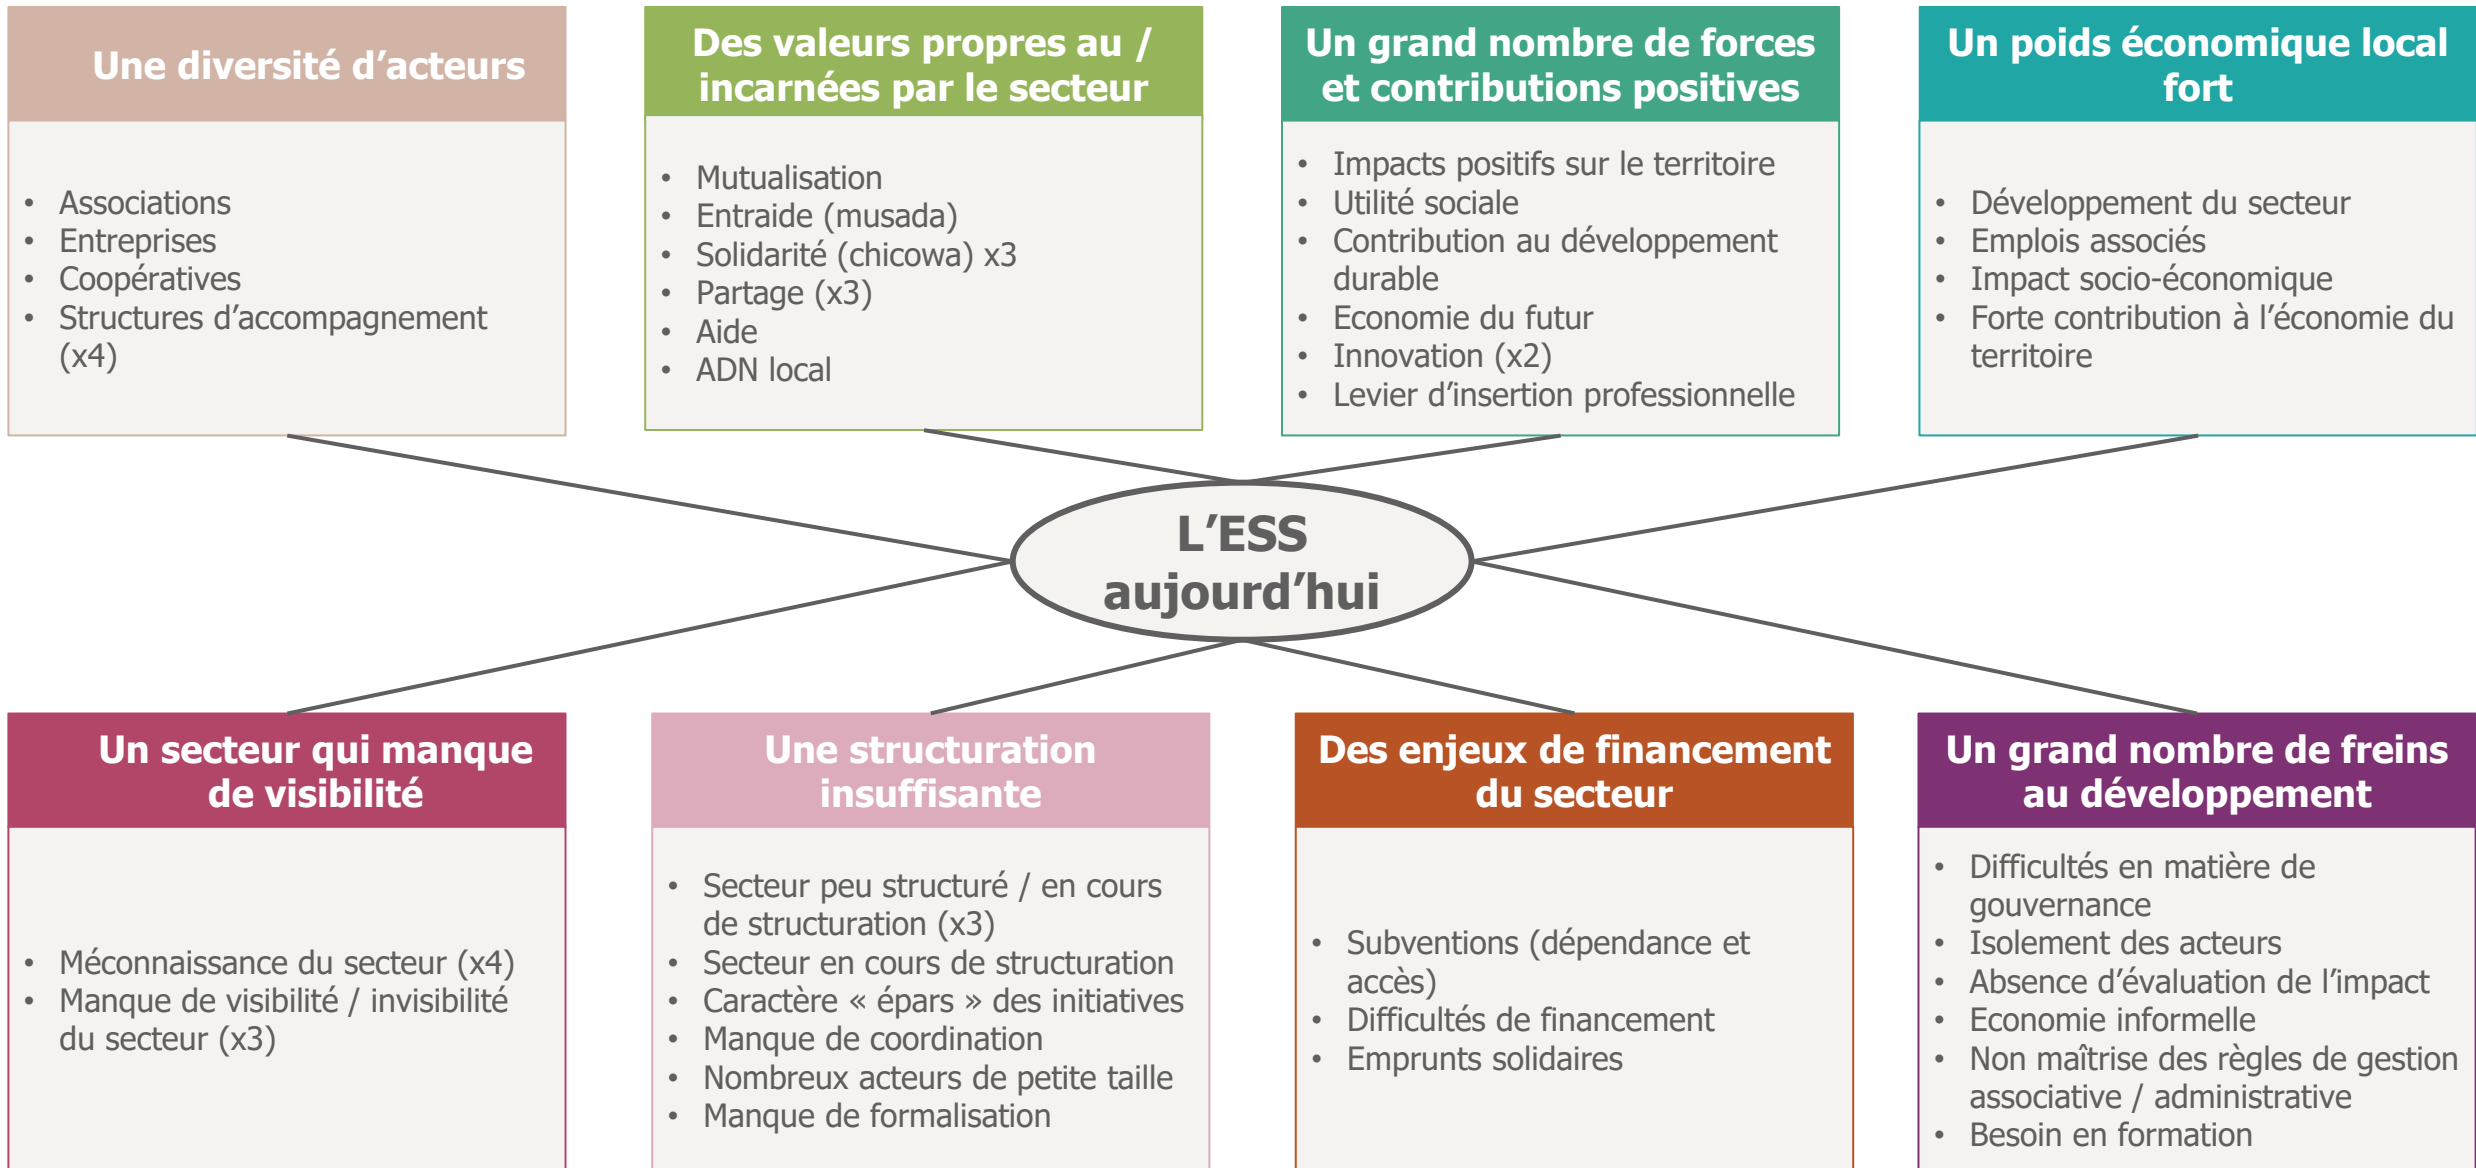 Une diversité d’acteurs
• Associations
• Entreprises
• Coopératives
• Structures d’accompagnement
(x4)
Des valeurs propres au /
incarnées par le secteur
• Mutualisation
• Entraide (musada)
• Solidarité (chicowa) x3
• Partage (x3)
• Aide
• ADN local
Un grand nombre de forces
et contributions positives
• Impacts positifs sur le territoire
• Utilité sociale
• Contribution au développement
durable
• Economie du futur
• Innovation (x2)
• Levier d’insertion professionnelle
Un poids économique local
fort
• Développement du secteur
• Emplois associés
• Impact socio-économique
• Forte contribution à l’économie du
territoire
L’ESS
aujourd’hui
Un secteur qui manque
de visibilité
• Méconnaissance du secteur (x4)
• Manque de visibilité / invisibilité
du secteur (x3)
Une structuration
insuffisante
• Secteur peu structuré / en cours
de structuration (x3)
• Secteur en cours de structuration
• Caractère « épars » des initiatives
• Manque de coordination
• Nombreux acteurs de petite taille
• Manque de formalisation
Des enjeux de financement
du secteur
• Subventions (dépendance et
accès)
• Difficultés de financement
• Emprunts solidaires
Un grand nombre de freins
au développement
• Difficultés en matière de
gouvernance
• Isolement des acteurs
• Absence d’évaluation de l’impact
• Economie informelle
• Non maîtrise des règles de gestion
associative / administrative
• Besoin en formation